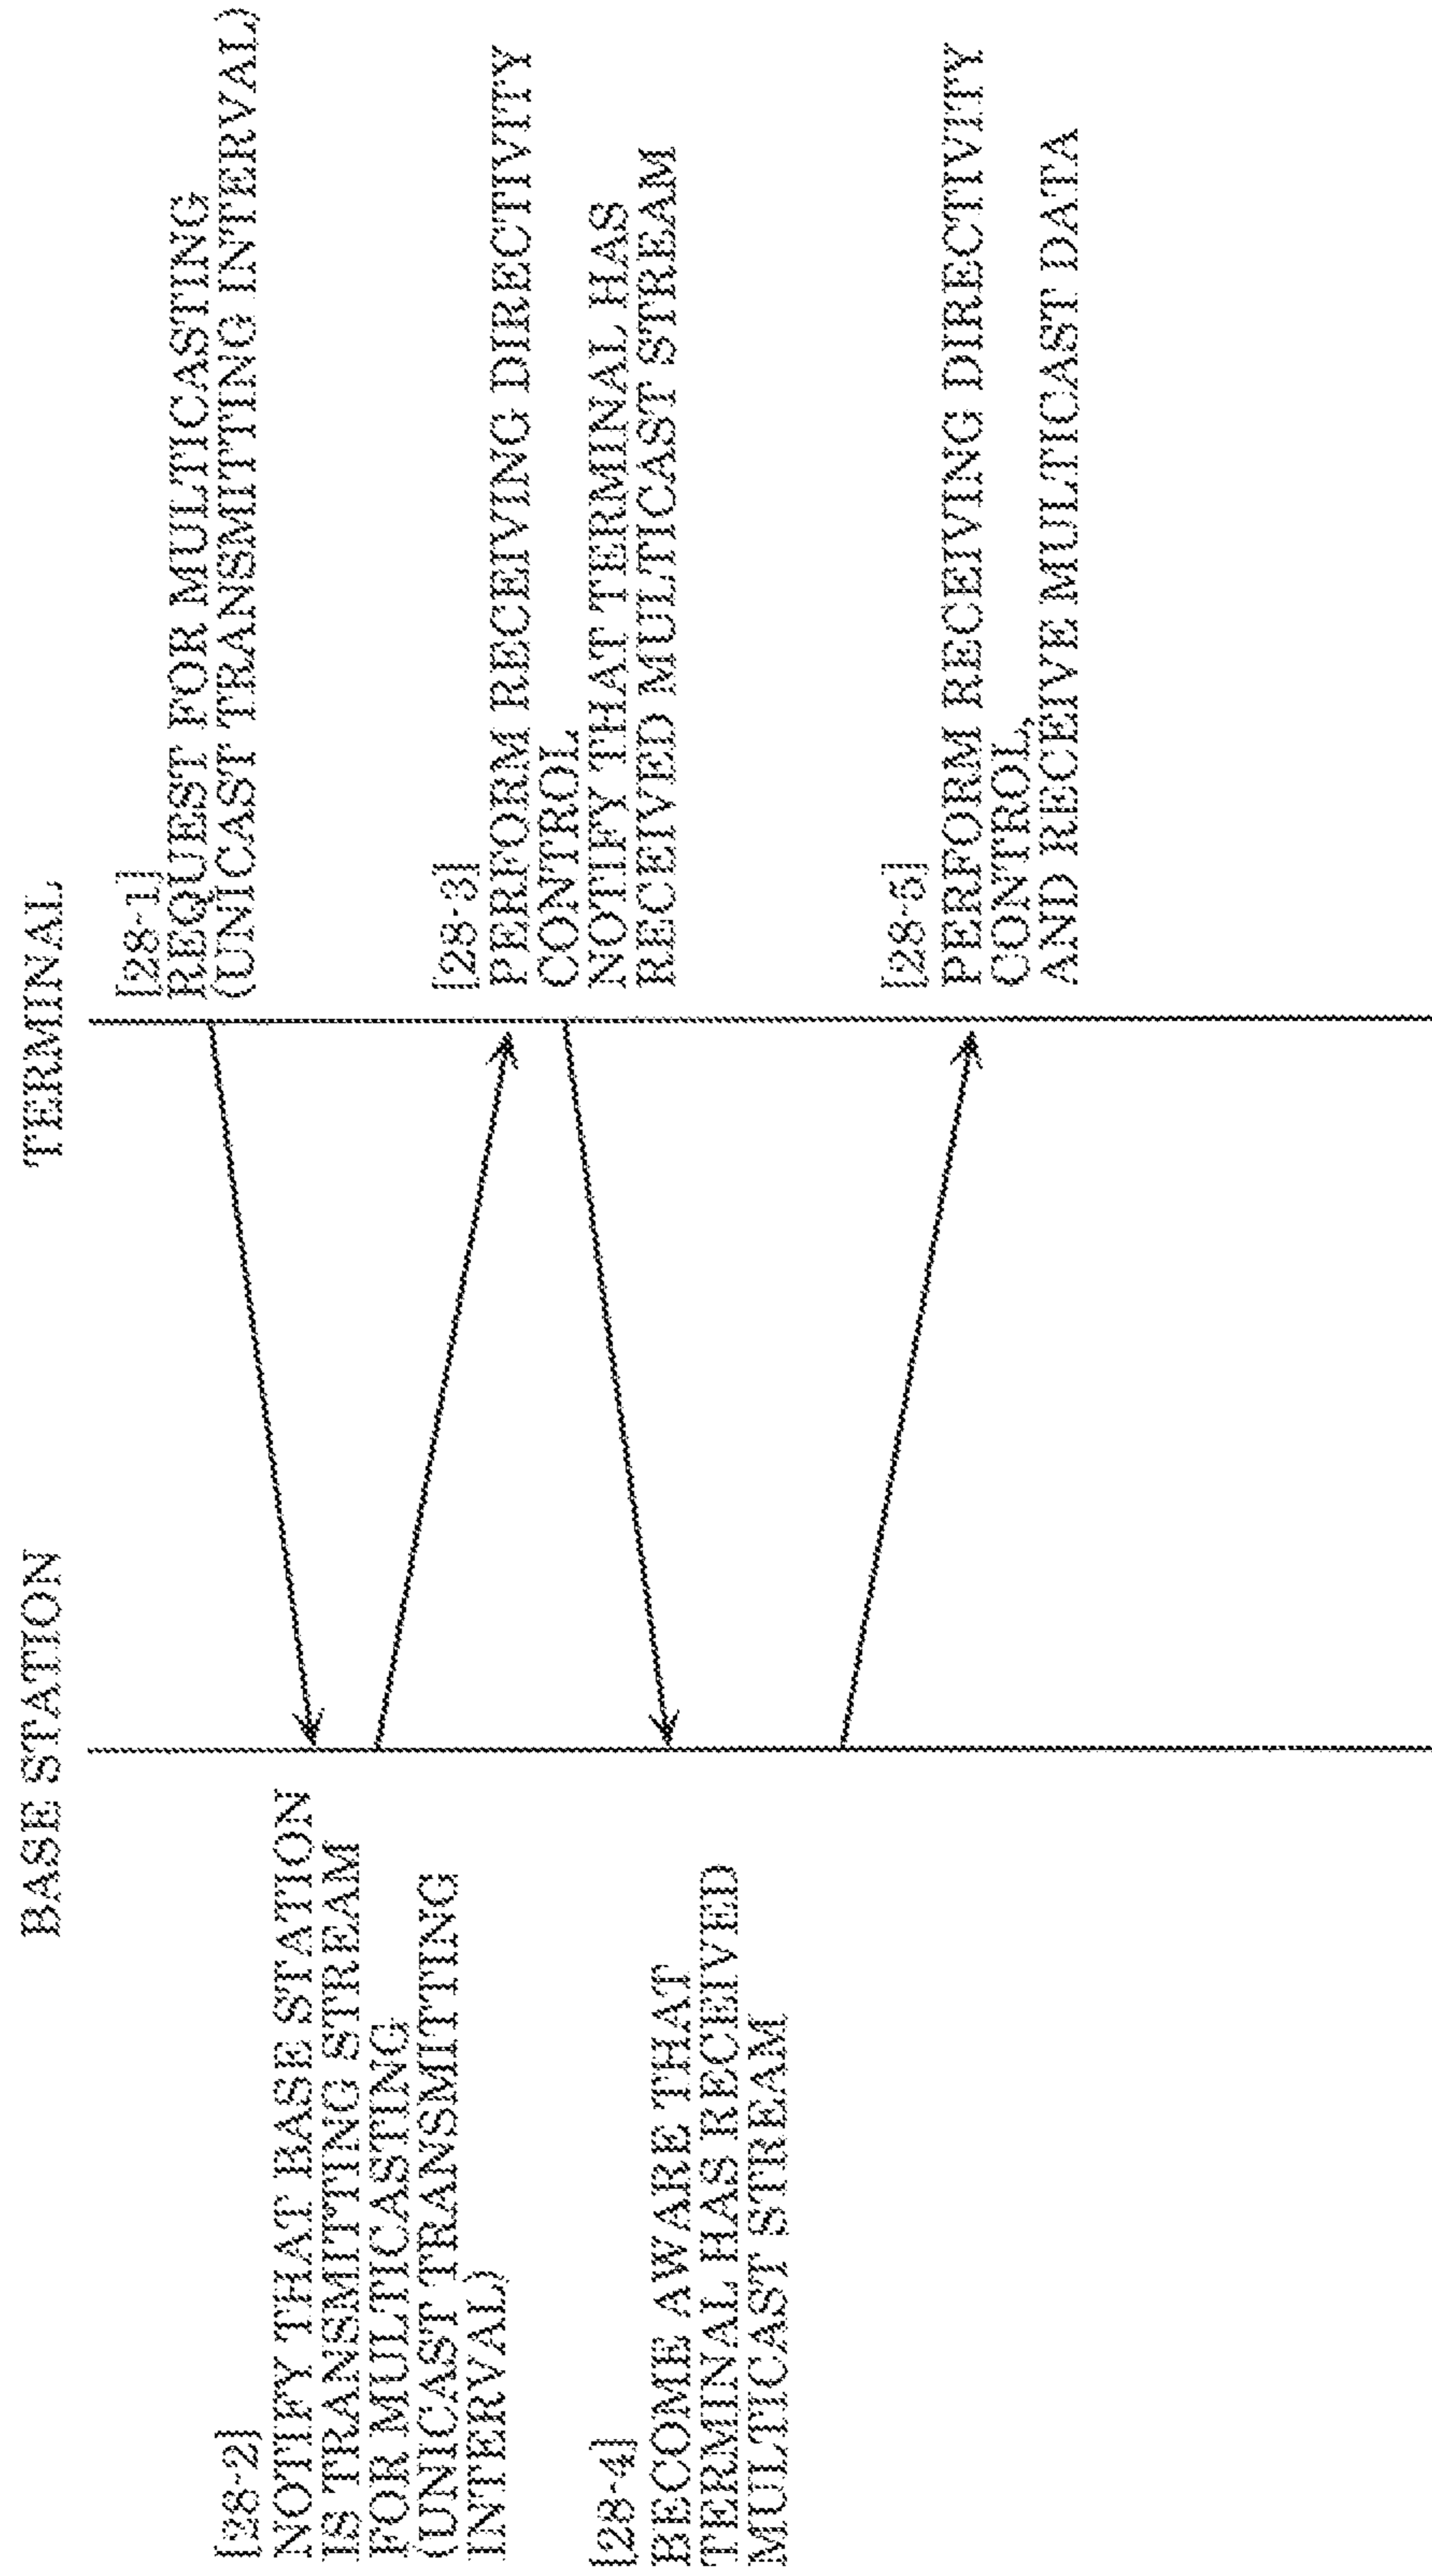 BASE STATION
TERMINAL
[28-1]
REQUEST FOR MULTICASTING
(UNICAST TRANSMITTING INTERVAL)
[28-2]
NOTIFY THAT BASE STATION
IS TRANSMITTING STREAM
FOR MULTICASTING
(UNICAST TRANSMITTING
INTERVAL)
[28-3]
PERFORM RECEIVING DIRECTIVITY
CONTROL
NOTIFY THAT TERMINAL HAS
RECEIVED MULTICAST STREAM
[28-4]
BECOME AWARE THAT
TERMINAL HAS RECEIVED
MULTICAST STREAM
[28-5]
PERFORM RECEIVING DIRECTIVITY
CONTROL,
AND RECEIVE MULTICAST DATA